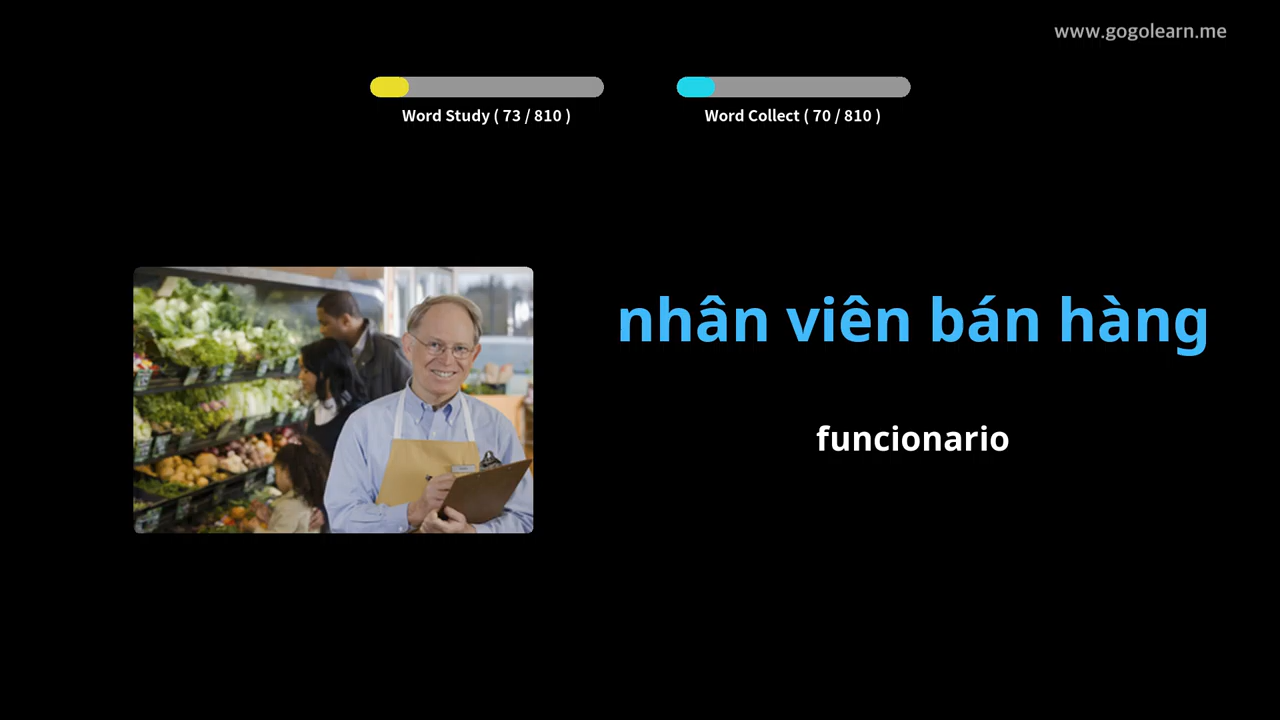 www.gogolearn.me
Word Study ( 73 / 810 )
Word Collect ( 70 / 810 )
nhân viên bán hàng
funcionario